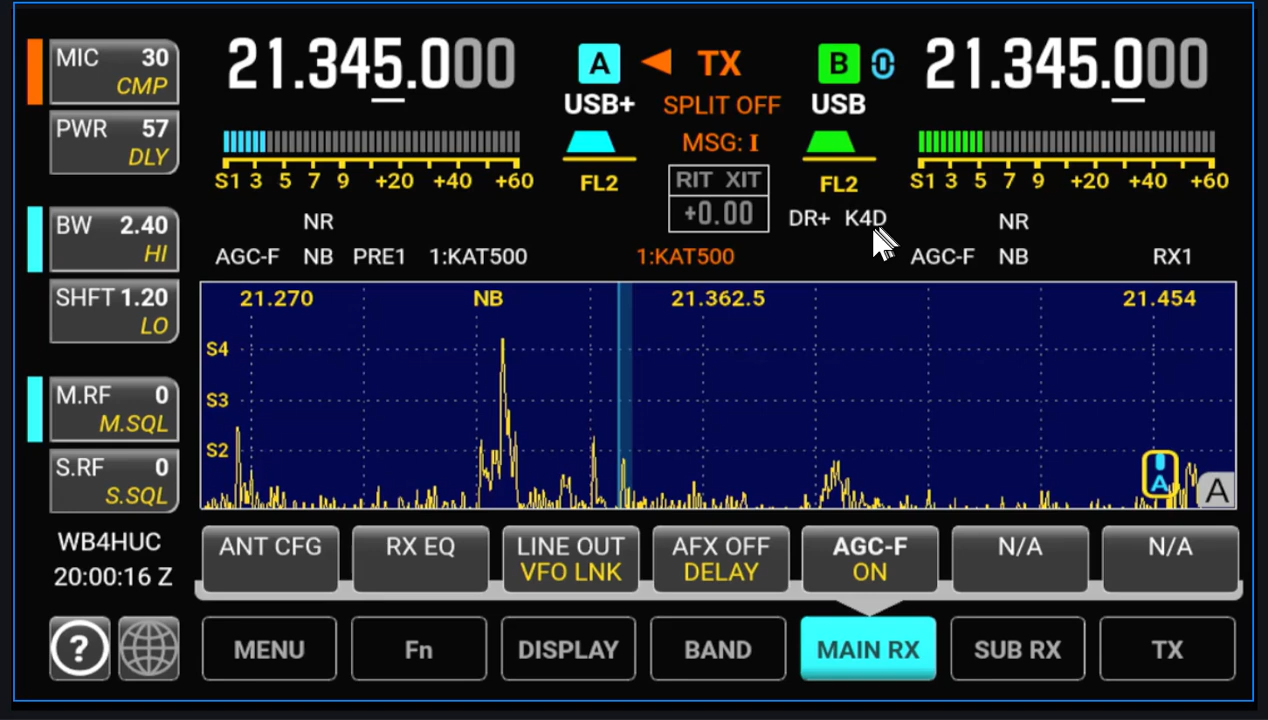 MIC 30
CMP
PWR 57
DLY
BW 2.40
HI
SHFT 1.20
LO
M.RF 0
M.SQL
S.RF 0
S.SQL
WB4HUC
20:00:16 Z
21.345.000
A
TX
B
21.345.000
USB+
SPLIT OFF
USB
MSG: I
S1 3 5 7 9 +20 +40 +60
FL2
RIT XIT
+0.00
FL2
S1 3 5 7 9 +20 +40 +60
DR+ K4D
NR
NR
AGC-F NB PRE1 1:KAT500
1:KAT500
AGC-F NB RX1
21.270 NB 21.362.5 21.454
S4
S3
S2
A
A
ANT CFG
RX EQ
LINE OUT
VFO LNK
AFX OFF
DELAY
AGC-F
ON
N/A
N/A
?
MENU
Fn
DISPLAY
BAND
MAIN RX
SUB RX
TX